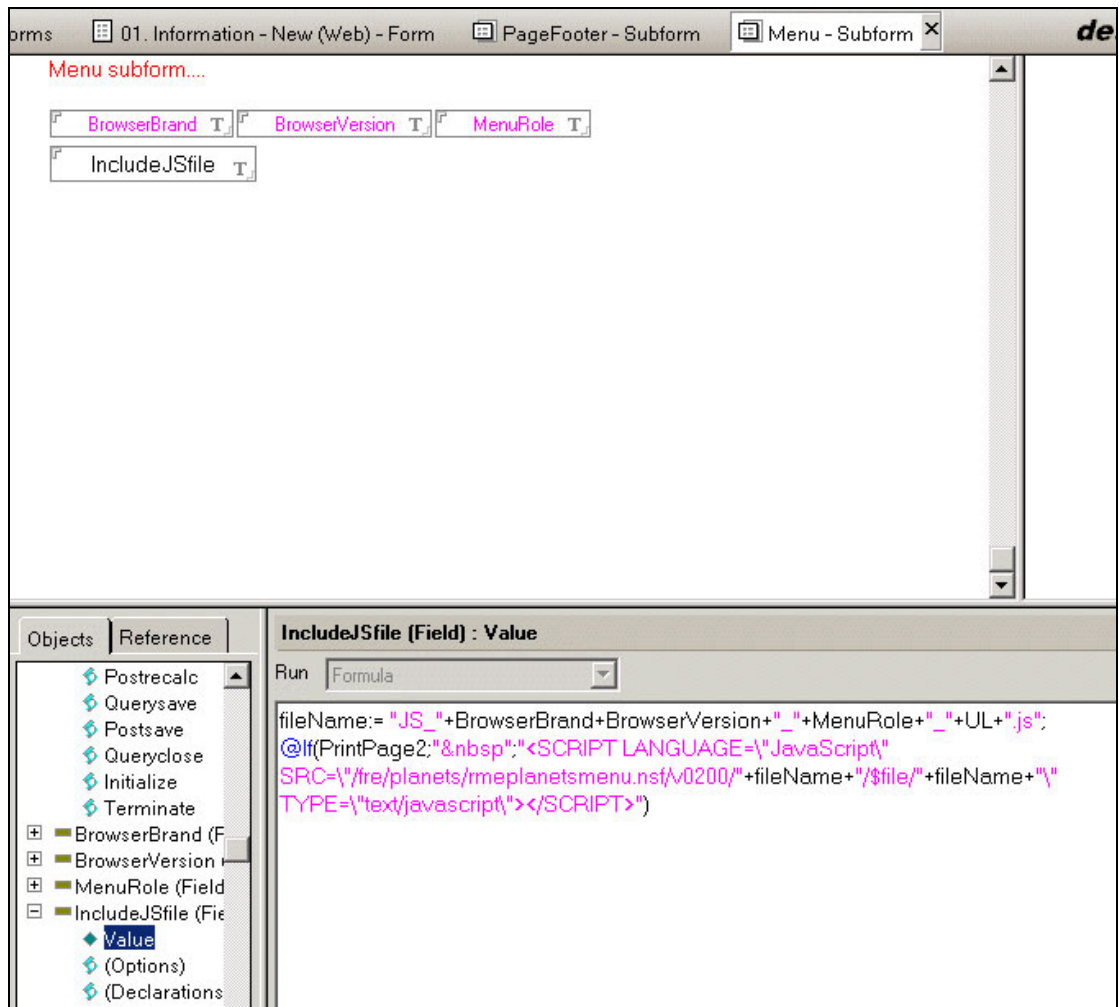 orms 01. Information - New (Web) - Form PageFooter - Subform Menu - Subform × de
Menu subform....
BrowserBrand T BrowserVersion T MenuRole T
IncludeJSfile T
Objects Reference
Postrecalc
Querysave
Postsave
Queryclose
Initialize
Terminate
BrowserBrand (F
BrowserVersion
MenuRole (Field
IncludeJSfile (Fie
Value
(Options)
(Declarations
IncludeJSfile (Field) : Value
Run Formula
fileName:= "JS_"+BrowserBrand+BrowserVersion+"_"+MenuRole+"_"+UL+".js";
@If(PrintPage2;"&nbsp";"<SCRIPT LANGUAGE=\"JavaScript\"
SRC=\"/fre/planets/rmeplanetsmenu.nsf/v0200/"+fileName+"/$file/"+fileName+"\"
TYPE=\"text/javascript\"></SCRIPT>")